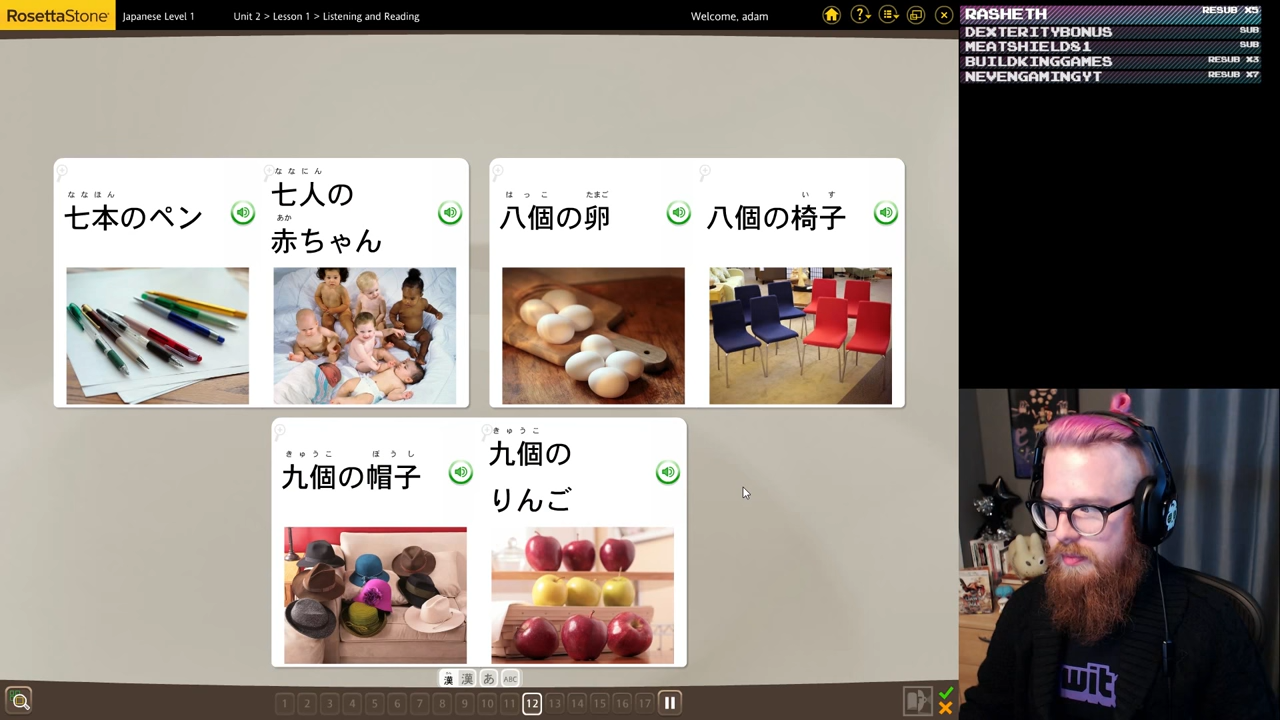 RosettaStone
Japanese Level 1
Unit 2 > Lesson 1 > Listening and Reading
Welcome, adam
ななほん
七本のペン
ななにん
七人の
あか
赤ちゃん
はっこ たまご
八個の卵
いす
八個の椅子
きゅうこ ぼうし
九個の帽子
きゅうこ
九個の
りんご
漢 漢 あ ABC
1 2 3 4 5 6 7 8 9 10 11 12 13 14 15 16 17
RASHETH RESUB X5
DEXTERITYBONUS SUB
MEATSHIELD81 SUB
BUILDKINGGAMES RESUB X3
NEVENGAMINGYT RESUB X7